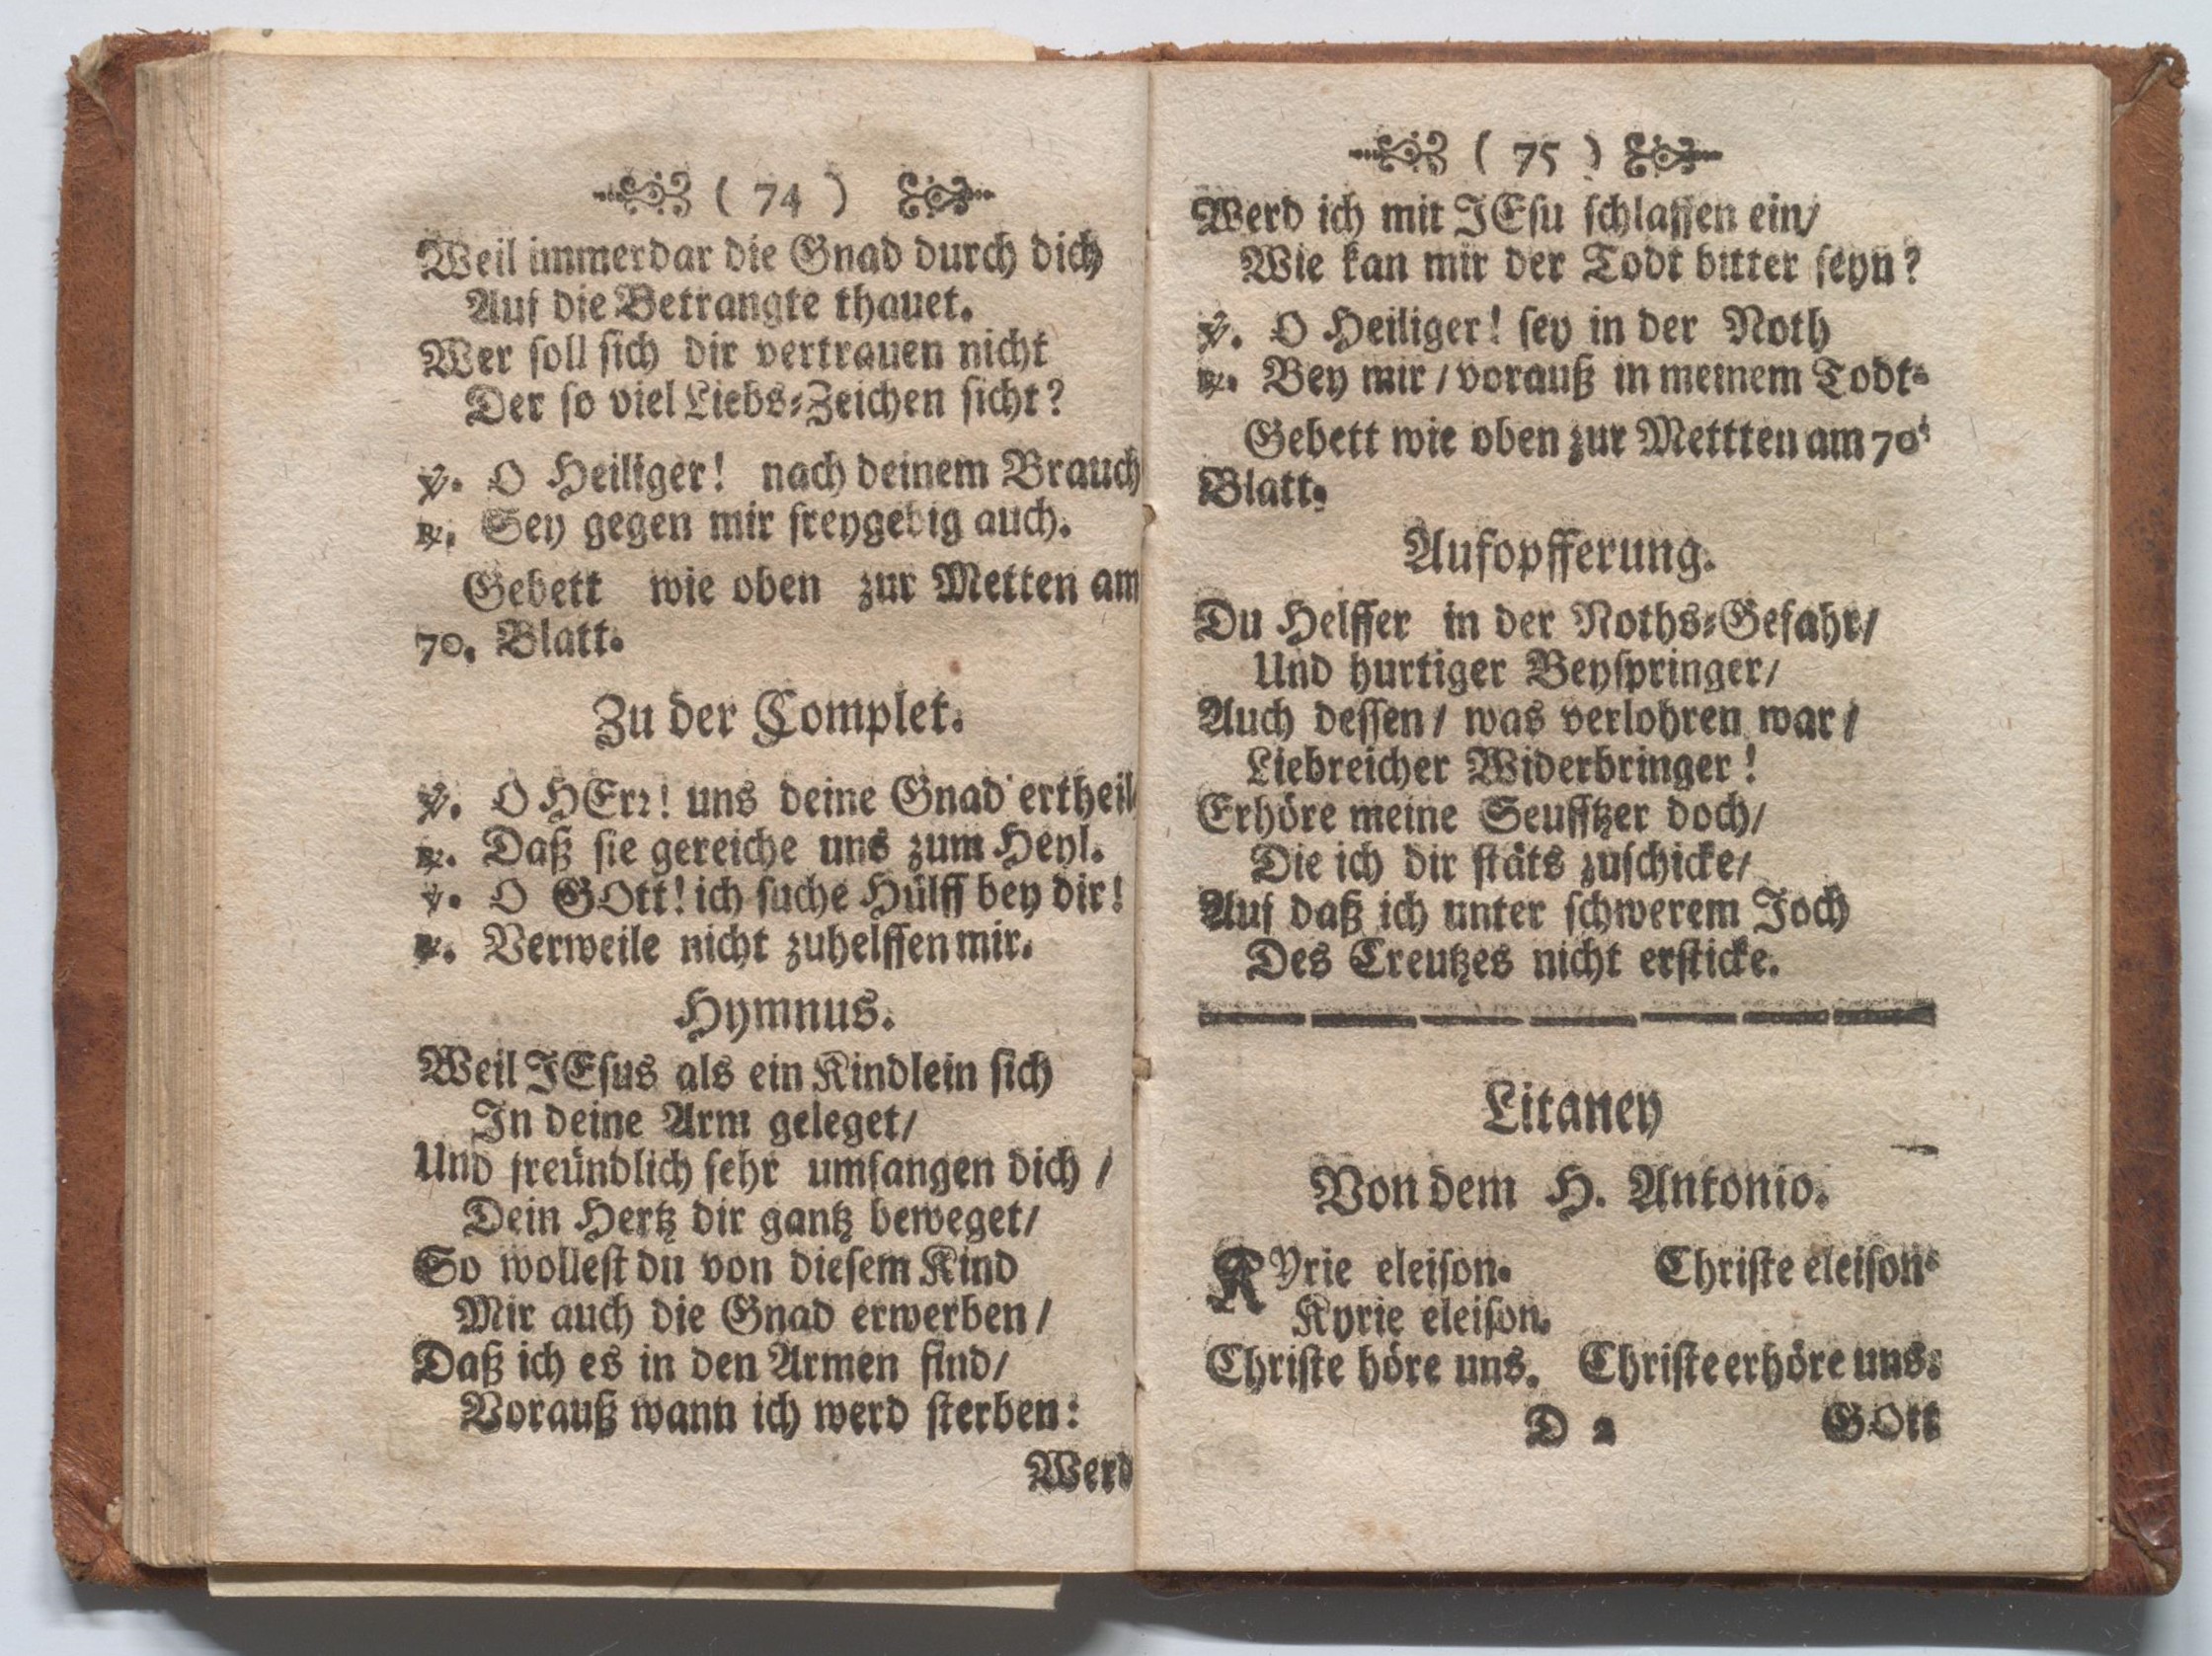 ( 74 )
Weil immerdar die Gnad durch dich
Auf die Betrangte thauet.
Wer soll sich dir vertrauen nicht
Der so viel Liebs-Zeichen sicht?
℣. O Heiliger! nach deinem Brauch
℟. Sey gegen mir freygebig auch.
Gebett wie oben zur Metten am
70. Blatt.
Zu der Complet.
℣. O HErr! uns deine Gnad ertheil/
℟. Daß sie gereiche uns zum Heyl.
℣. O GOtt! ich suche Hülff bey dir!
℟. Verweile nicht zuhelffen mir.
Hymnus.
Weil JEsus als ein Kindlein sich
In deine Arm geleget/
Und freündlich sehr umfangen dich /
Dein Hertz dir gantz beweget/
So wollest du von diesem Kind
Mir auch die Gnad erwerben/
Daß ich es in den Armen find/
Vorauß wann ich werd sterben:
Werd
( 75 )
Werd ich mit JEsu schlaffen ein/
Wie kan mir der Todt bitter seyn?
℣. O Heiliger! sey in der Noth
℟. Bey mir / vorauß in meinem Todt.
Gebett wie oben zur Mettten am 70.
Blatt.
Aufopfferung.
Du Helffer in der Noths-Gefahr/
Und hurtiger Beyspringer/
Auch dessen / was verlohren war /
Liebreicher Widerbringer!
Erhöre meine Seufftzer doch/
Die ich dir stäts zuschicke/
Auf daß ich unter schwerem Joch
Des Creutzes nicht ersticke.
Litaney
Von dem H. Antonio.
KYrie eleison. Christe eleison.
Kyrie eleison.
Christe höre uns. Christe erhöre uns.
D 2 GOtt